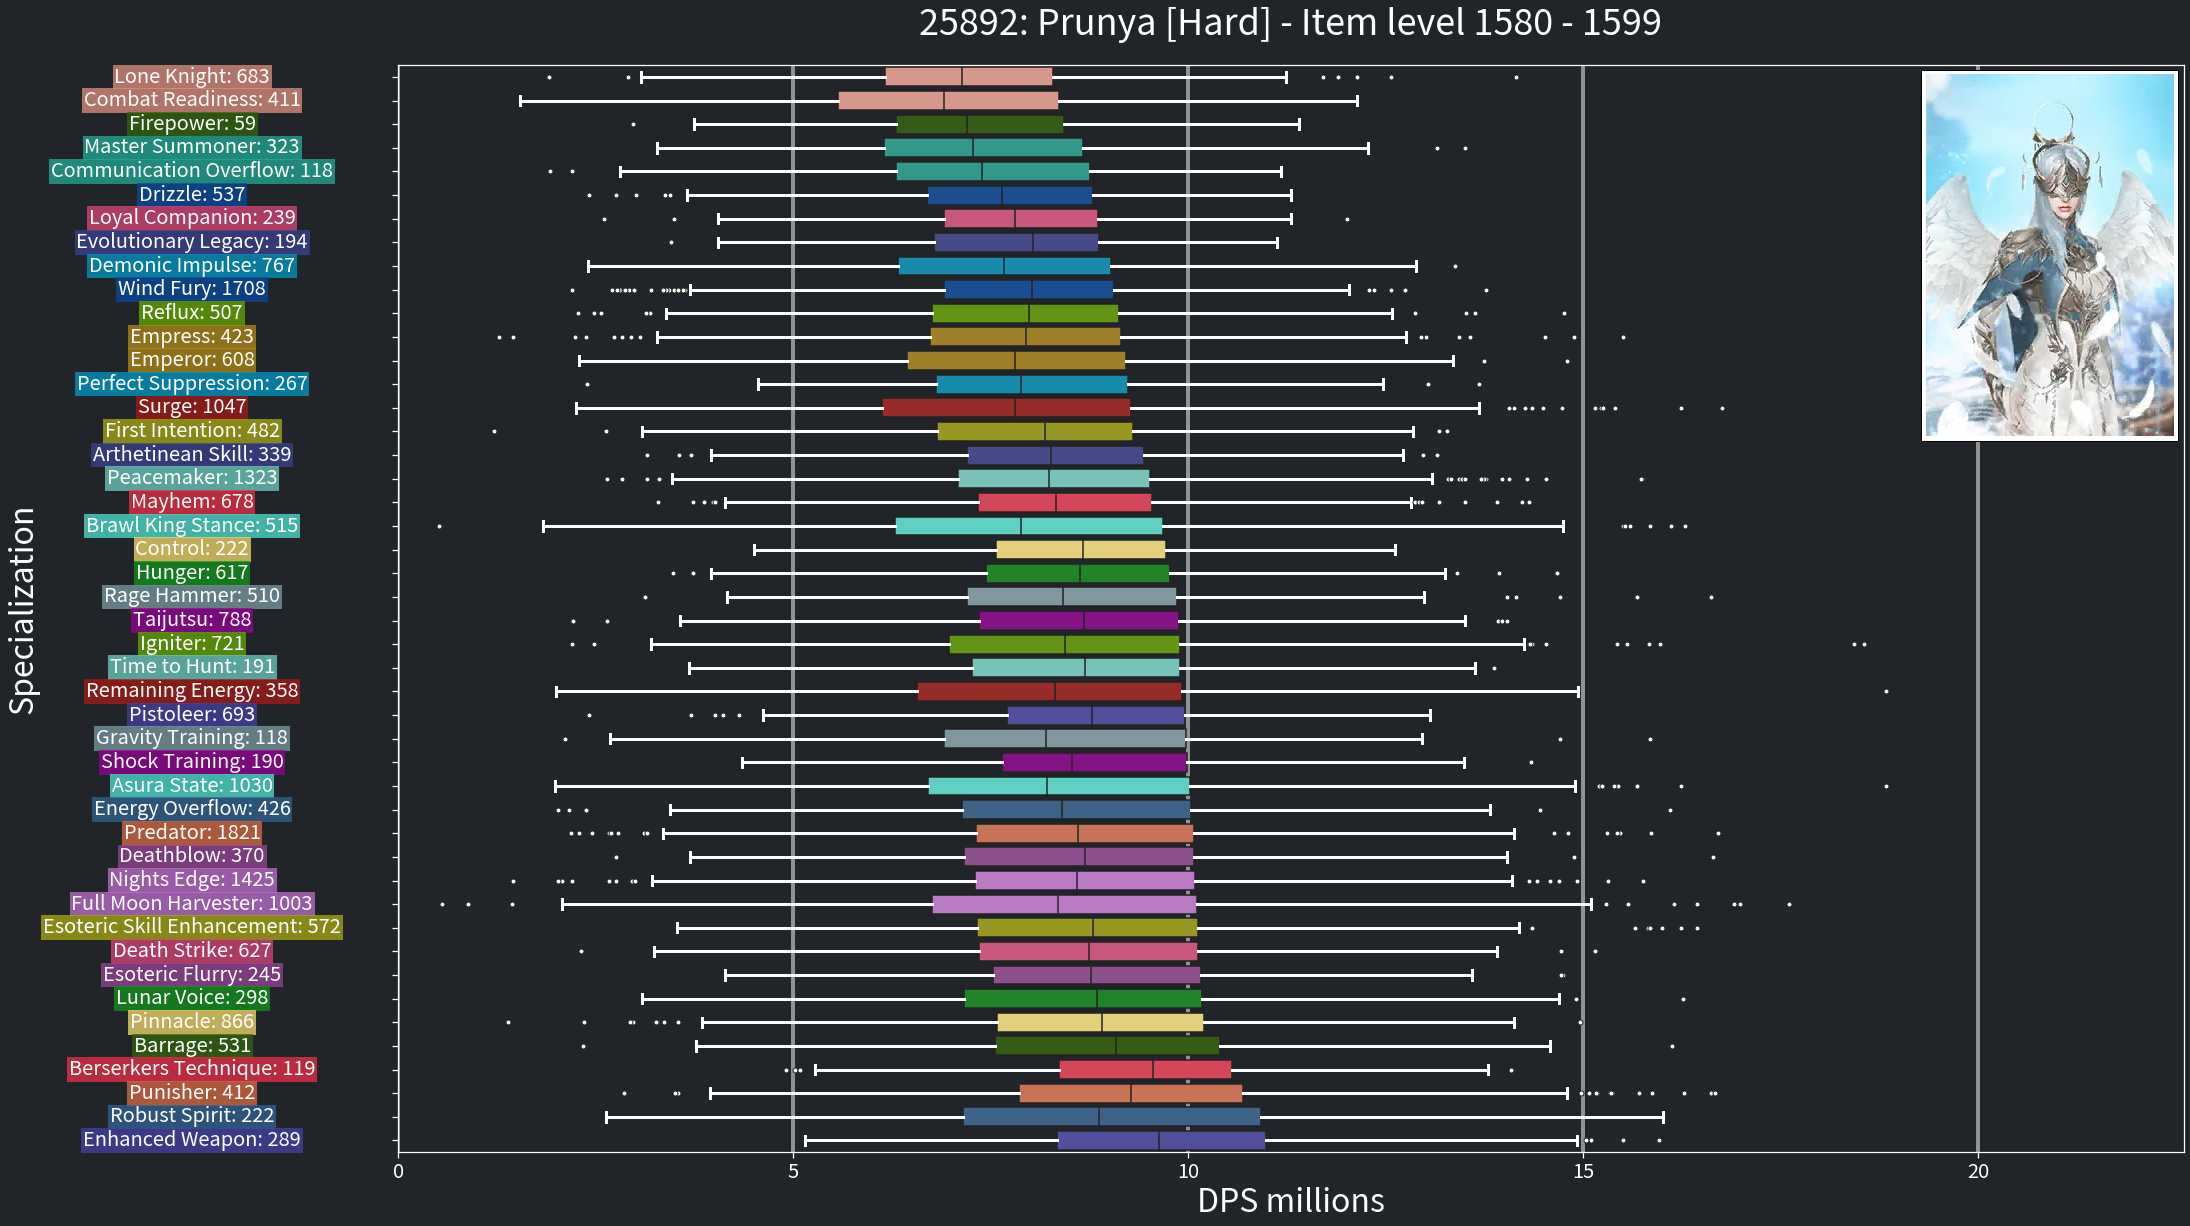 25892: Prunya [Hard] - Item level 1580 - 1599
Lone Knight: 683
Combat Readiness: 411
Firepower: 59
Master Summoner: 323
Communication Overflow: 118
Drizzle: 537
Loyal Companion: 239
Evolutionary Legacy: 194
Demonic Impulse: 767
Wind Fury: 1708
Reflux: 507
Empress: 423
Emperor: 608
Perfect Suppression: 267
Surge: 1047
First Intention: 482
Arthetinean Skill: 339
Peacemaker: 1323
Mayhem: 678
Brawl King Stance: 515
Control: 222
Hunger: 617
Rage Hammer: 510
Taijutsu: 788
Igniter: 721
Time to Hunt: 191
Remaining Energy: 358
Pistoleer: 693
Gravity Training: 118
Shock Training: 190
Asura State: 1030
Energy Overflow: 426
Predator: 1821
Deathblow: 370
Nights Edge: 1425
Full Moon Harvester: 1003
Esoteric Skill Enhancement: 572
Death Strike: 627
Esoteric Flurry: 245
Lunar Voice: 298
Pinnacle: 866
Barrage: 531
Berserkers Technique: 119
Punisher: 412
Robust Spirit: 222
Enhanced Weapon: 289
Specialization
0 5 10 15 20
DPS millions